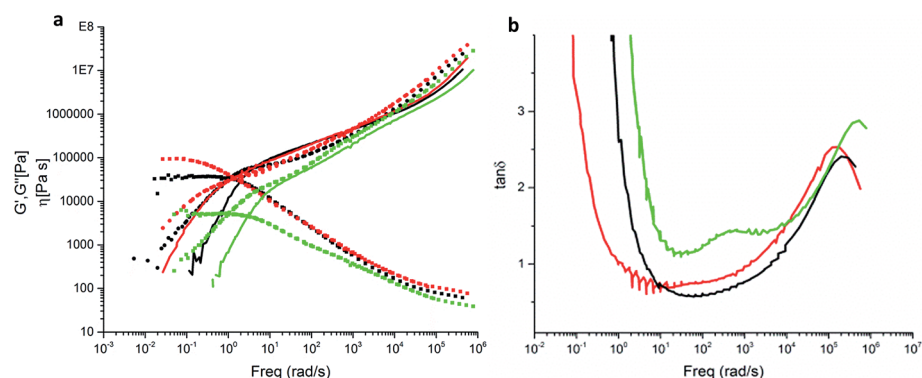 a
G',G''[Pa]
η[Pa s]
E8
1E7
1000000
100000
10000
1000
100
10
10⁻³ 10⁻² 10⁻¹ 10⁰ 10¹ 10² 10³ 10⁴ 10⁵ 10⁶
Freq (rad/s)
b
tanδ
3
2
1
10⁻² 10⁻¹ 10⁰ 10¹ 10² 10³ 10⁴ 10⁵ 10⁶ 10⁷
Freq (rad/s)